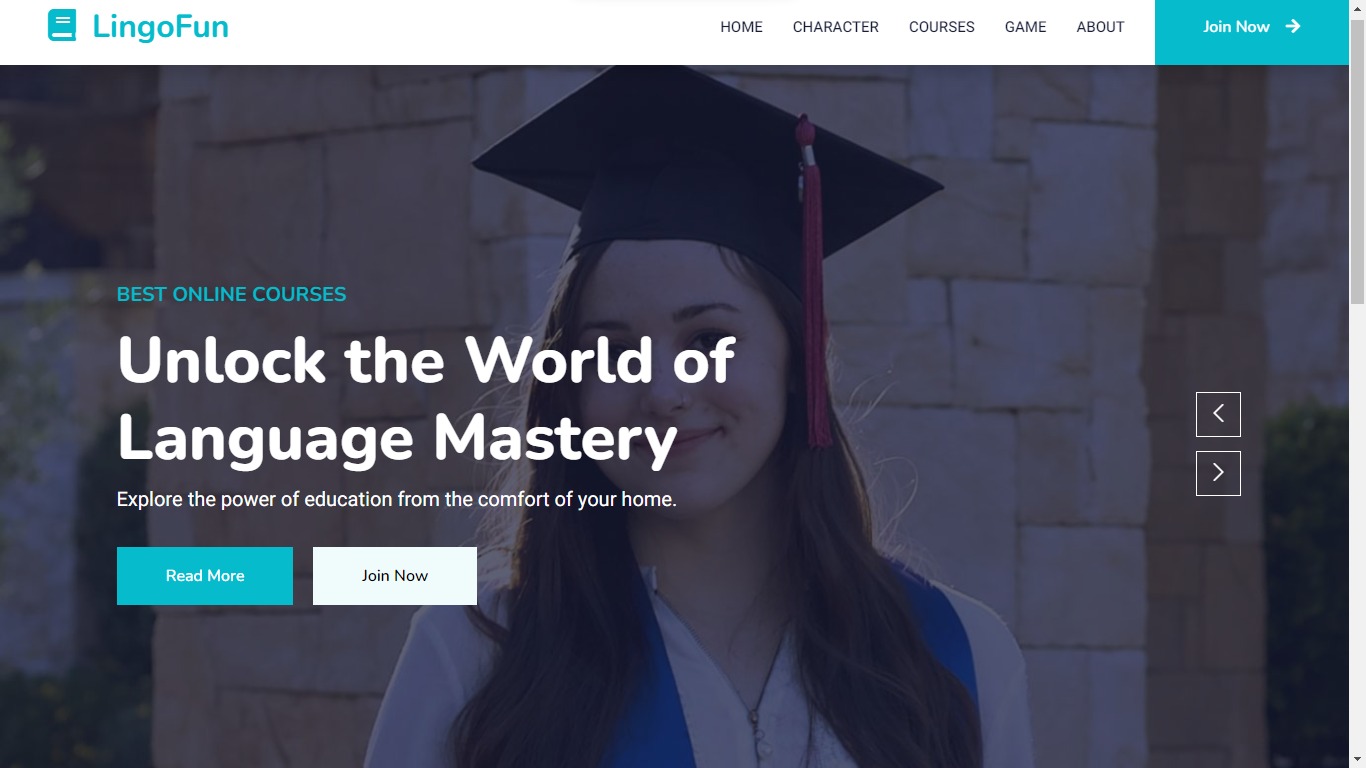 LingoFun
HOME CHARACTER COURSES GAME ABOUT Join Now
BEST ONLINE COURSES
Unlock the World of
Language Mastery
Explore the power of education from the comfort of your home.
Read More Join Now